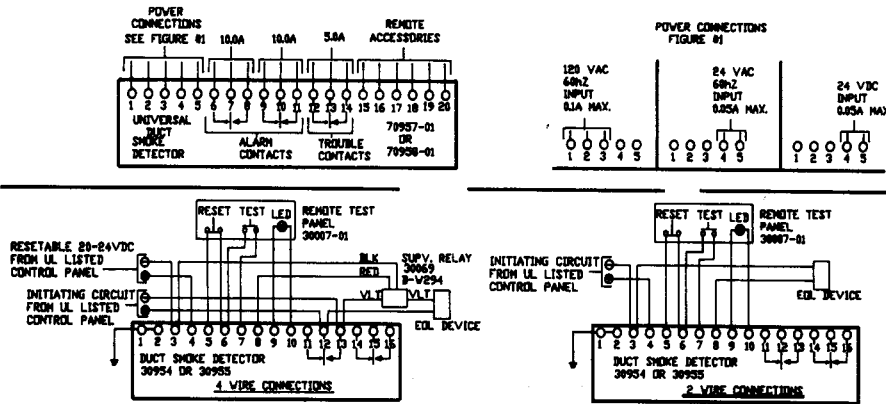 POWER
CONNECTIONS
SEE FIGURE #1
10.0A
10.0A
5.0A
REMOTE
ACCESSORIES
1 2 3 4 5 6 7 8 9 10 11 12 13 14 15 16 17 18 19 20
UNIVERSAL
DUCT
SMOKE
DETECTOR
ALARM
CONTACTS
TROUBLE
CONTACTS
70957-01
OR
70958-01
POWER CONNECTIONS
FIGURE #1
120 VAC
60hZ
INPUT
0.1A MAX.
1 2 3 4 5
24 VAC
60hZ
INPUT
0.05A MAX.
1 2 3 4 5
24 VDC
INPUT
0.05A MAX
1 2 3 4 5
RESET TEST LED
REMOTE TEST
PANEL
30007-01
RESETABLE 20-24VDC
FROM UL LISTED
CONTROL PANEL
INITIATING CIRCUIT
FROM UL LISTED
CONTROL PANEL
BLK
RED
VLT
VLT
SUPV. RELAY
30069
B-W294
EOL DEVICE
1 2 3 4 5 6 7 8 9 10 11 12 13 14 15 16
DUCT SMOKE DETECTOR
30954 OR 30955
4 WIRE CONNECTIONS
RESET TEST LED
REMOTE TEST
PANEL
30007-01
INITIATING CIRCUIT
FROM UL LISTED
CONTROL PANEL
EOL DEVICE
1 2 3 4 5 6 7 8 9 10 11 12 13 14 15 16
DUCT SMOKE DETECTOR
30954 OR 30955
2 WIRE CONNECTIONS